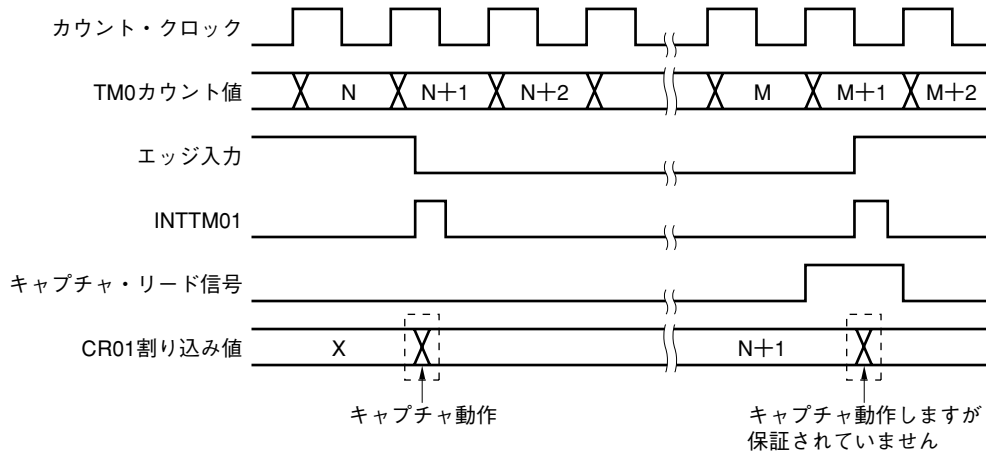 カウント・クロック
TM0カウント値 N N＋1 N＋2 M M＋1 M＋2
エッジ入力
INTTM01
キャプチャ・リード信号
CR01割り込み値 X N＋1
キャプチャ動作
キャプチャ動作しますが
保証されていません